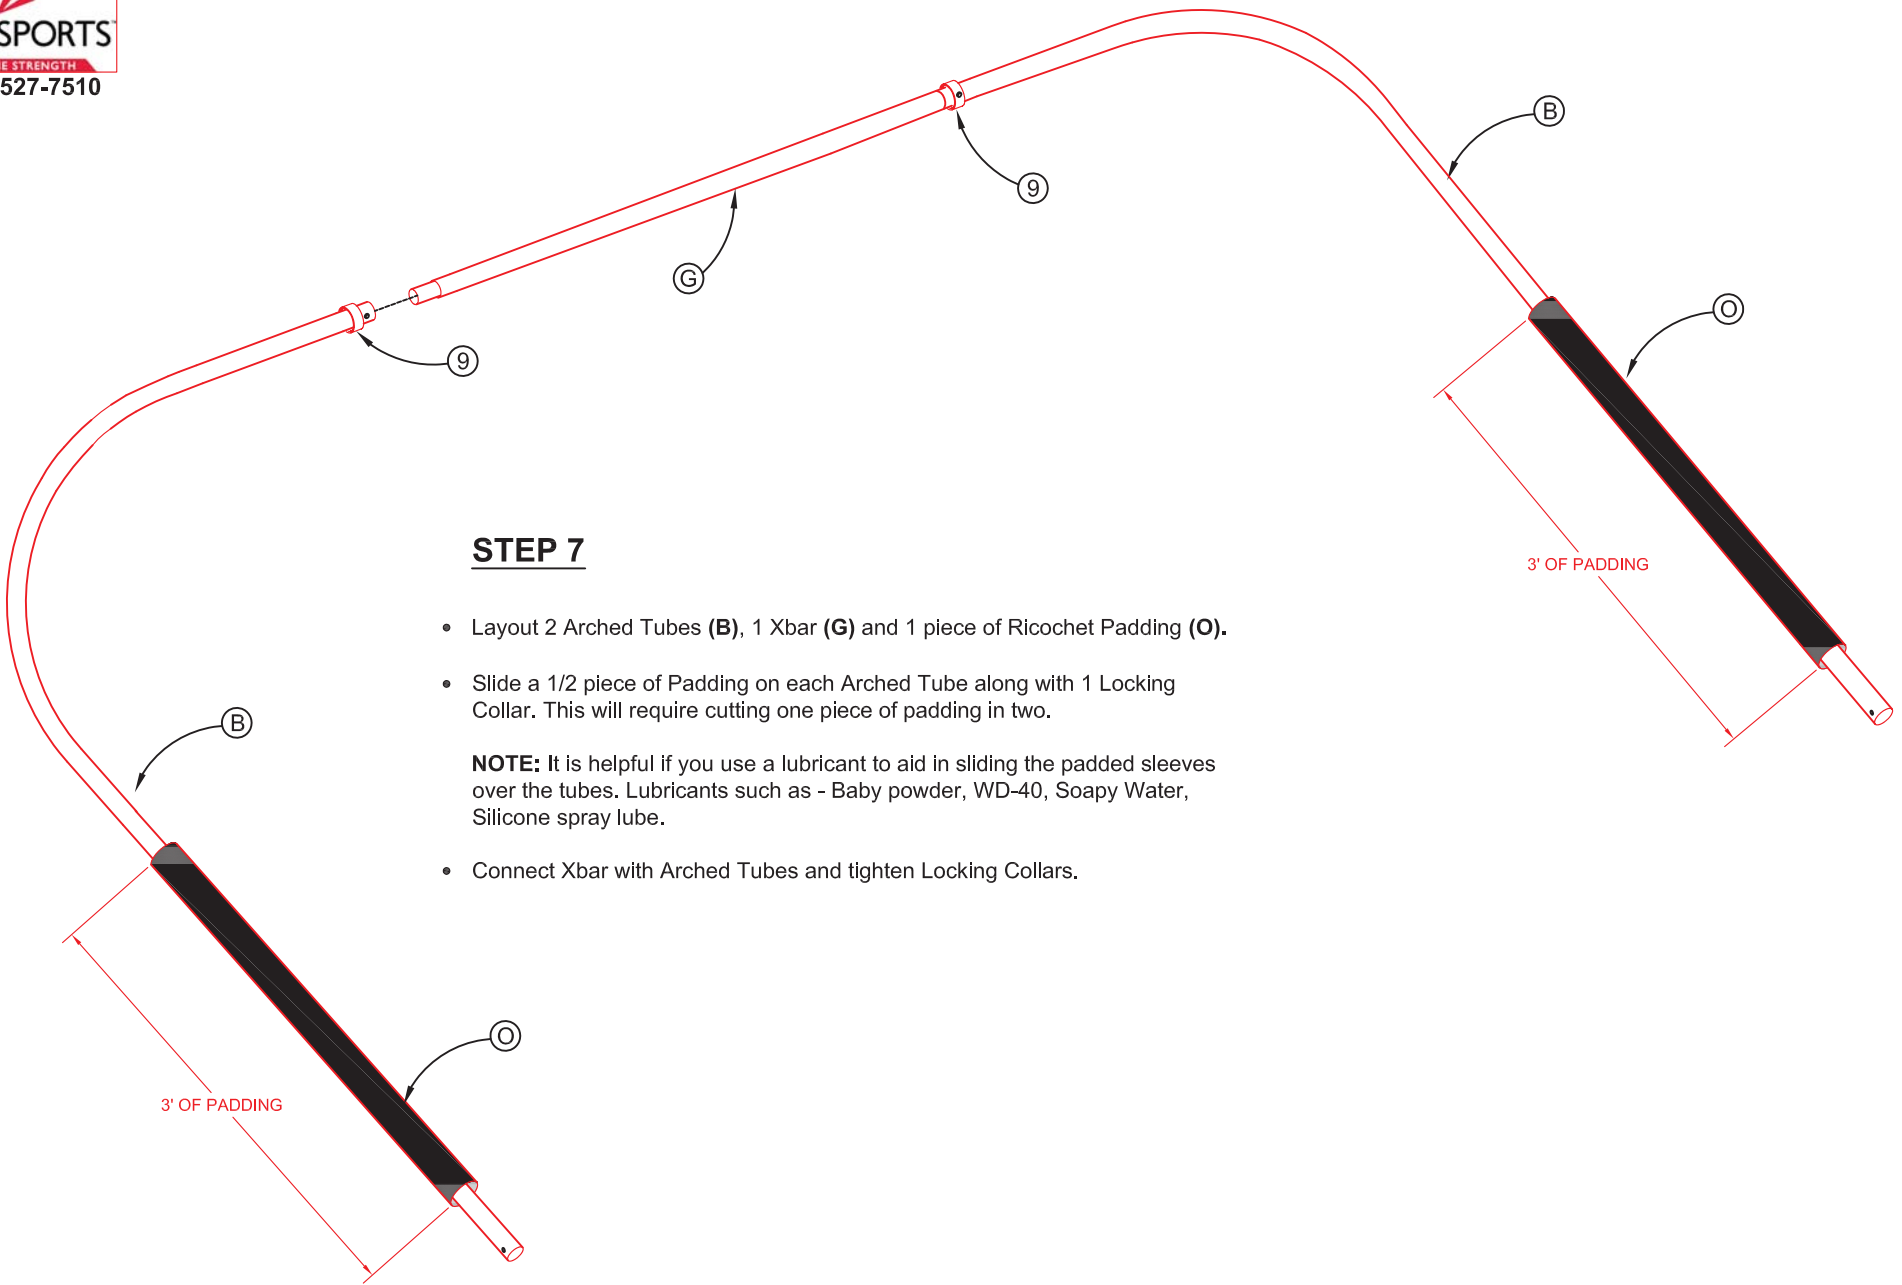 SPORTS
E STRENGTH
527-7510
B
9
G
O
9
3' OF PADDING
STEP 7
• Layout 2 Arched Tubes (B), 1 Xbar (G) and 1 piece of Ricochet Padding (O).
• Slide a 1/2 piece of Padding on each Arched Tube along with 1 Locking
Collar. This will require cutting one piece of padding in two.
B
NOTE: It is helpful if you use a lubricant to aid in sliding the padded sleeves
over the tubes. Lubricants such as - Baby powder, WD-40, Soapy Water,
Silicone spray lube.
• Connect Xbar with Arched Tubes and tighten Locking Collars.
O
3' OF PADDING